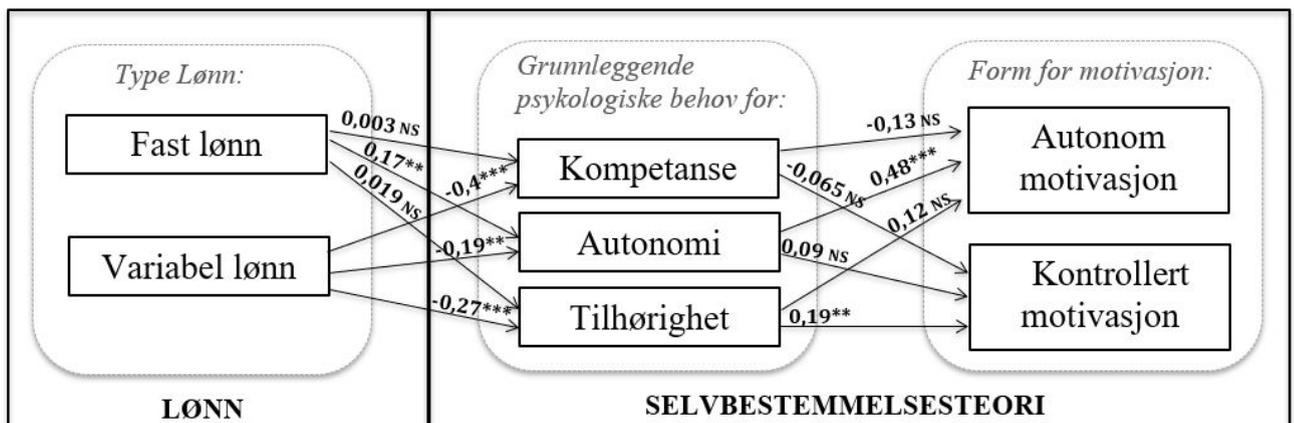 Type Lønn:
Fast lønn
Variabel lønn
LØNN
0,003 NS
0,17**
0,019 NS
-0,4***
-0,19**
-0,27***
Grunnleggende
psykologiske behov for:
Kompetanse
Autonomi
Tilhørighet
-0,13 NS
-0,065 NS
0,48***
0,09 NS
0,12 NS
0,19**
Form for motivasjon:
Autonom
motivasjon
Kontrollert
motivasjon
SELVBESTEMMELSESTEORI